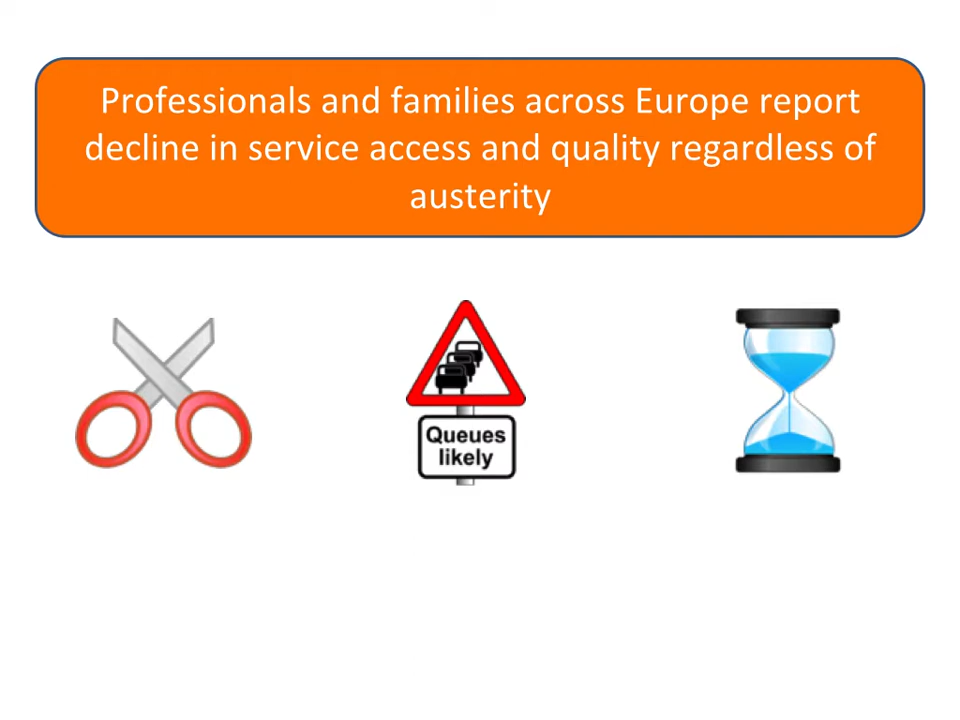 Professionals and families across Europe report
decline in service access and quality regardless of
austerity
Queues
likely